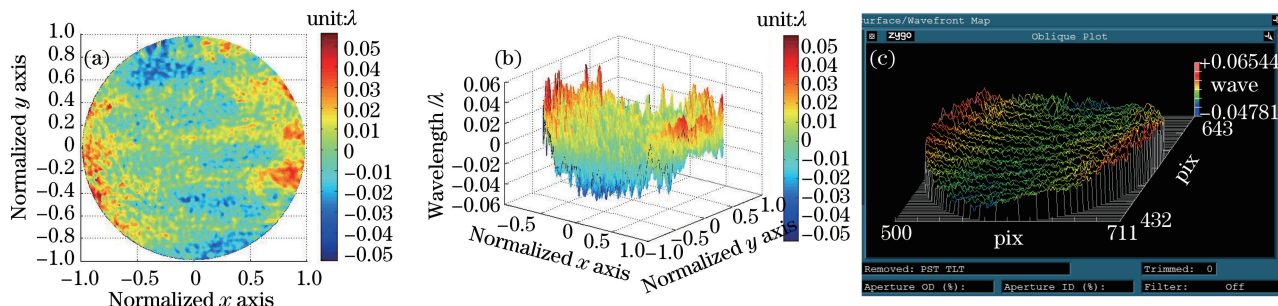 unit:λ
(a)
1.0
0.8
0.6
0.4
0.2
0
−0.2
−0.4
−0.6
−0.8
−1.0
Normalized y axis
−1.0
−0.5
0
0.5
1.0
Normalized x axis
0.05
0.04
0.03
0.02
0.01
0
−0.01
−0.02
−0.03
−0.04
−0.05
unit:λ
(b)
0.06
0.04
0.02
0
−0.02
−0.04
−0.06
Wavelength /λ
−0.5
0
0.5
1.0
Normalized x axis
−1.0
−0.5
0
0.5
1.0
Normalized y axis
0.05
0.04
0.03
0.02
0.01
0
−0.01
−0.02
−0.03
−0.04
−0.05
urface/Wavefront Map
zygo
Oblique Plot
(c)
+0.06544
wave
−0.04781
643
pix
432
500
pix
711
Removed: PST TLT
Trimmed: 0
Aperture OD (%):
Aperture ID (%):
Filter: Off